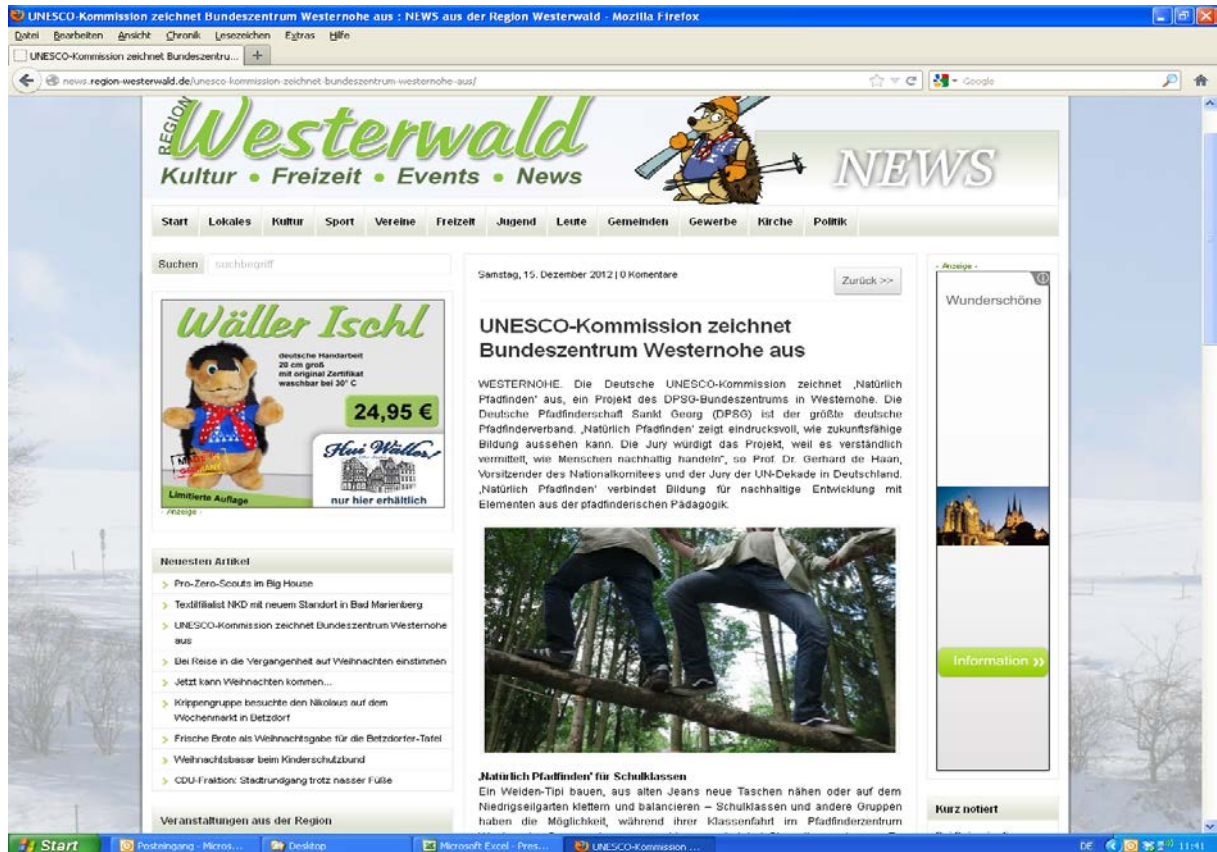 UNESCO-Kommission zeichnet Bundeszentrum Westernohe aus : NEWS aus der Region Westerwald - Mozilla Firefox
Datei Bearbeiten Ansicht Chronik Lesezeichen Extras Hilfe
UNESCO-Kommission zeichnet Bundeszentru... +
news.region-westerwald.de/unesco-kommission-zeichnet-bundeszentrum-westernohe-aus/
Google
REGION
Westerwald
Kultur • Freizeit • Events • News
NEWS
Start Lokales Kultur Sport Vereine Freizeit Jugend Leute Gemeinden Gewerbe Kirche Politik
Suchen suchbegriff
Wäller Ischl
deutsche Handarbeit
20 cm groß
mit original Zertifikat
waschbar bei 30° C
24,95 €
MADE IN GERMANY
Hui Wäller!
Limitierte Auflage
nur hier erhältlich
- Anzeige -
Neuesten Artikel
Pro-Zero-Scouts im Big House
Textilfilialist NKD mit neuem Standort in Bad Marienberg
UNESCO-Kommission zeichnet Bundeszentrum Westernohe
aus
Bei Reise in die Vergangenheit auf Weihnachten einstimmen
Jetzt kann Weihnachten kommen...
Krippengruppe besuchte den Nikolaus auf dem
Wochenmarkt in Betzdorf
Frische Brote als Weihnachtsgabe für die Betzdorfer-Tafel
Weihnachtsbasar beim Kinderschutzbund
CDU-Fraktion: Stadtrundgang trotz nasser Füße
Veranstaltungen aus der Region
Samstag, 15. Dezember 2012 | 0 Komentare
Zurück >>
UNESCO-Kommission zeichnet
Bundeszentrum Westernohe aus
WESTERNOHE. Die Deutsche UNESCO-Kommission zeichnet ‚Natürlich
Pfadfinden' aus, ein Projekt des DPSG-Bundeszentrums in Westernohe. Die
Deutsche Pfadfinderschaft Sankt Georg (DPSG) ist der größte deutsche
Pfadfinderverband. ‚Natürlich Pfadfinden' zeigt eindrucksvoll, wie zukunftsfähige
Bildung aussehen kann. Die Jury würdigt das Projekt, weil es verständlich
vermittelt, wie Menschen nachhaltig handeln", so Prof. Dr. Gerhard de Haan,
Vorsitzender des Nationalkomitees und der Jury der UN-Dekade in Deutschland.
‚Natürlich Pfadfinden' verbindet Bildung für nachhaltige Entwicklung mit
Elementen aus der pfadfinderischen Pädagogik.
‚Natürlich Pfadfinden' für Schulklassen
Ein Weiden-Tipi bauen, aus alten Jeans neue Taschen nähen oder auf dem
Niedrigseilgarten klettern und balancieren – Schulklassen und andere Gruppen
haben die Möglichkeit, während ihrer Klassenfahrt im Pfadfinderzentrum
- Anzeige -
Wunderschöne
Information
Kurz notiert
Start Posteingang - Micros... Desktop Microsoft Excel - Pres... UNESCO-Kommission ... DE 11:41